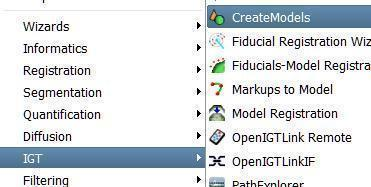 Wizards
Informatics
Registration
Segmentation
Quantification
Diffusion
IGT
Filtering
CreateModels
Fiducial Registration Wiz
Fiducials-Model Registra
Markups to Model
Model Registration
OpenIGTLink Remote
OpenIGTLinkIF
PathExplorer